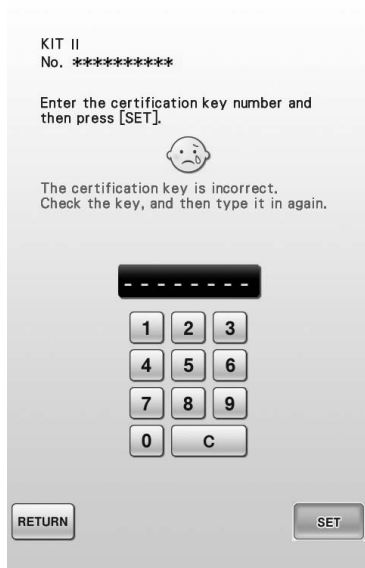 KIT II
No. **********
Enter the certification key number and
then press [SET].
The certification key is incorrect.
Check the key, and then type it in again.
- - - - - - - -
1 2 3
4 5 6
7 8 9
0 C
RETURN SET